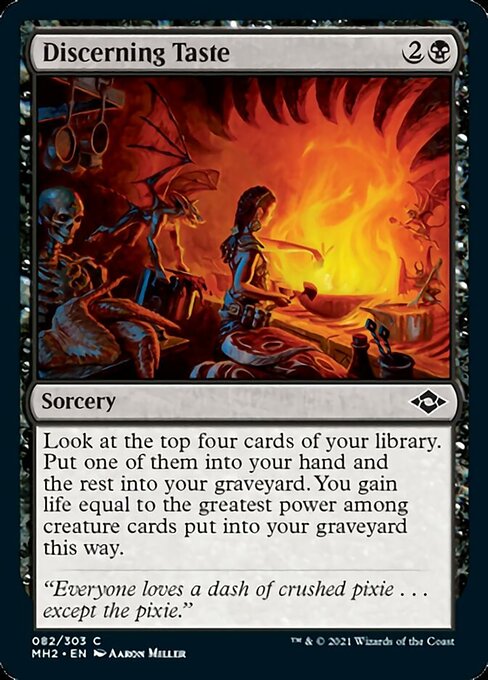 Discerning Taste 2
Sorcery
Look at the top four cards of your library.
Put one of them into your hand and
the rest into your graveyard. You gain
life equal to the greatest power among
creature cards put into your graveyard
this way.
“Everyone loves a dash of crushed pixie . . .
except the pixie.”
082/303 C
MH2 • EN Aaron Miller
™ & © 2021 Wizards of the Coast